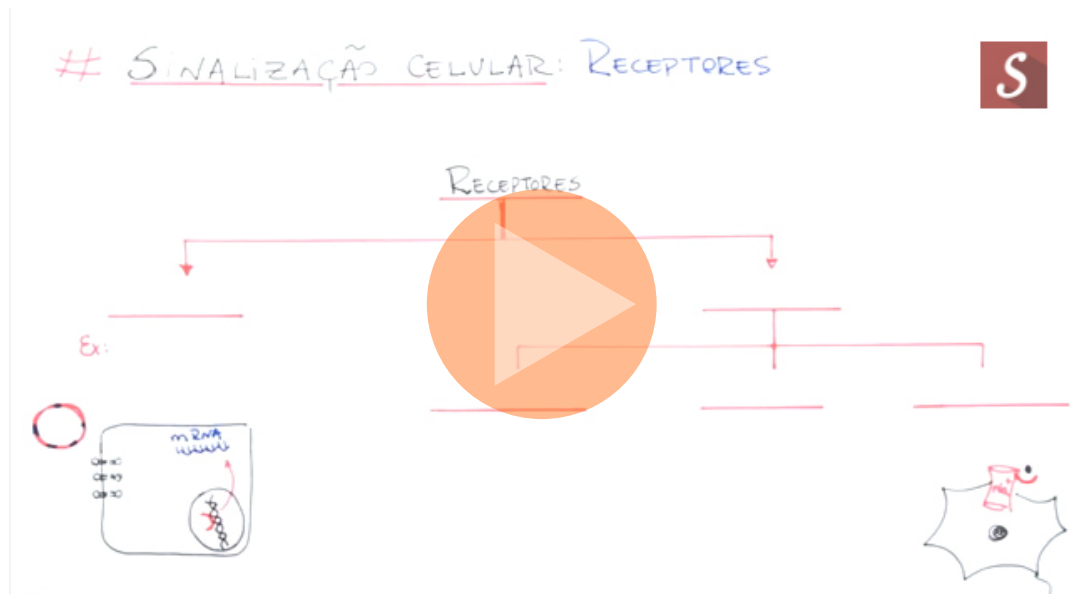 # SINALIZAÇÃO CELULAR: RECEPTORES
S
RECEPTORES
Ex:
mRNA